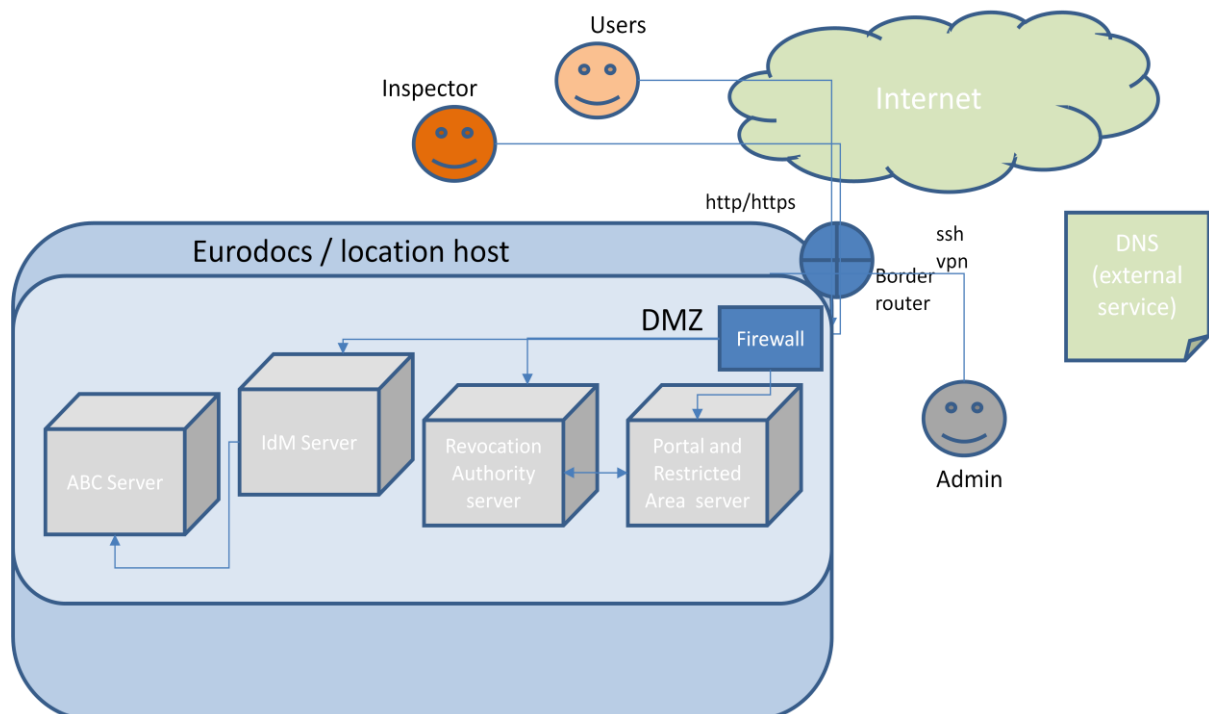 Users
Internet
Inspector
http/https
ssh
vpn
DNS
(external
service)
Eurodocs / location host
Border
router
DMZ
Firewall
IdM Server
ABC Server
Revocation
Authority
server
Portal and
Restricted
Area server
Admin